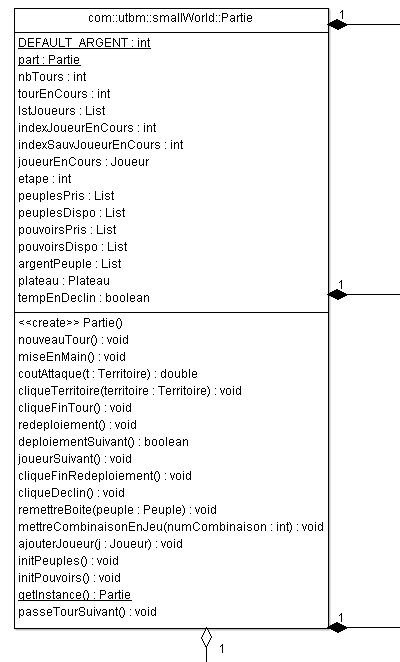 com::utbm::smallWorld::Partie
1
DEFAULT_ARGENT : int
part : Partie
nbTours : int
tourEnCours : int
lstJoueurs : List
indexJoueurEnCours : int
indexSauvJoueurEnCours : int
joueurEnCours : Joueur
etape : int
peuplesPris : List
peuplesDispo : List
pouvoirsPris : List
pouvoirsDispo : List
argentPeuple : List
plateau : Plateau
1
tempEnDeclin : boolean
<<create>> Partie()
nouveauTour() : void
miseEnMain() : void
coutAttaque(t : Territoire) : double
cliqueTerritoire(territoire : Territoire) : void
cliqueFinTour() : void
redeploiement() : void
deploiementSuivant() : boolean
joueurSuivant() : void
cliqueFinRedeploiement() : void
cliqueDeclin() : void
remettreBoite(peuple : Peuple) : void
mettreCombinaisonEnJeu(numCombinaison : int) : void
ajouterJoueur(j : Joueur) : void
initPeuples() : void
initPouvoirs() : void
getInstance() : Partie
passeTourSuivant() : void
1
1